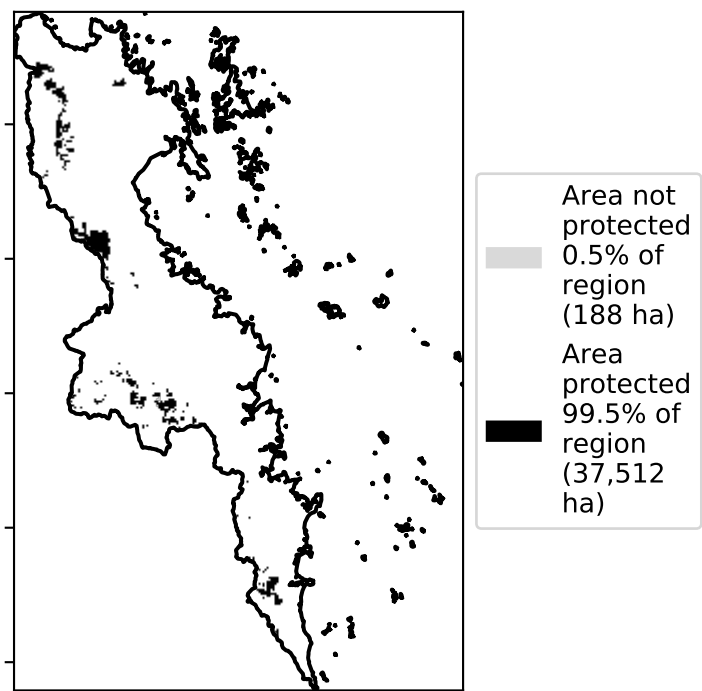 Area not
protected
0.5% of
region
(188 ha)
Area
protected
99.5% of
region
(37,512
ha)